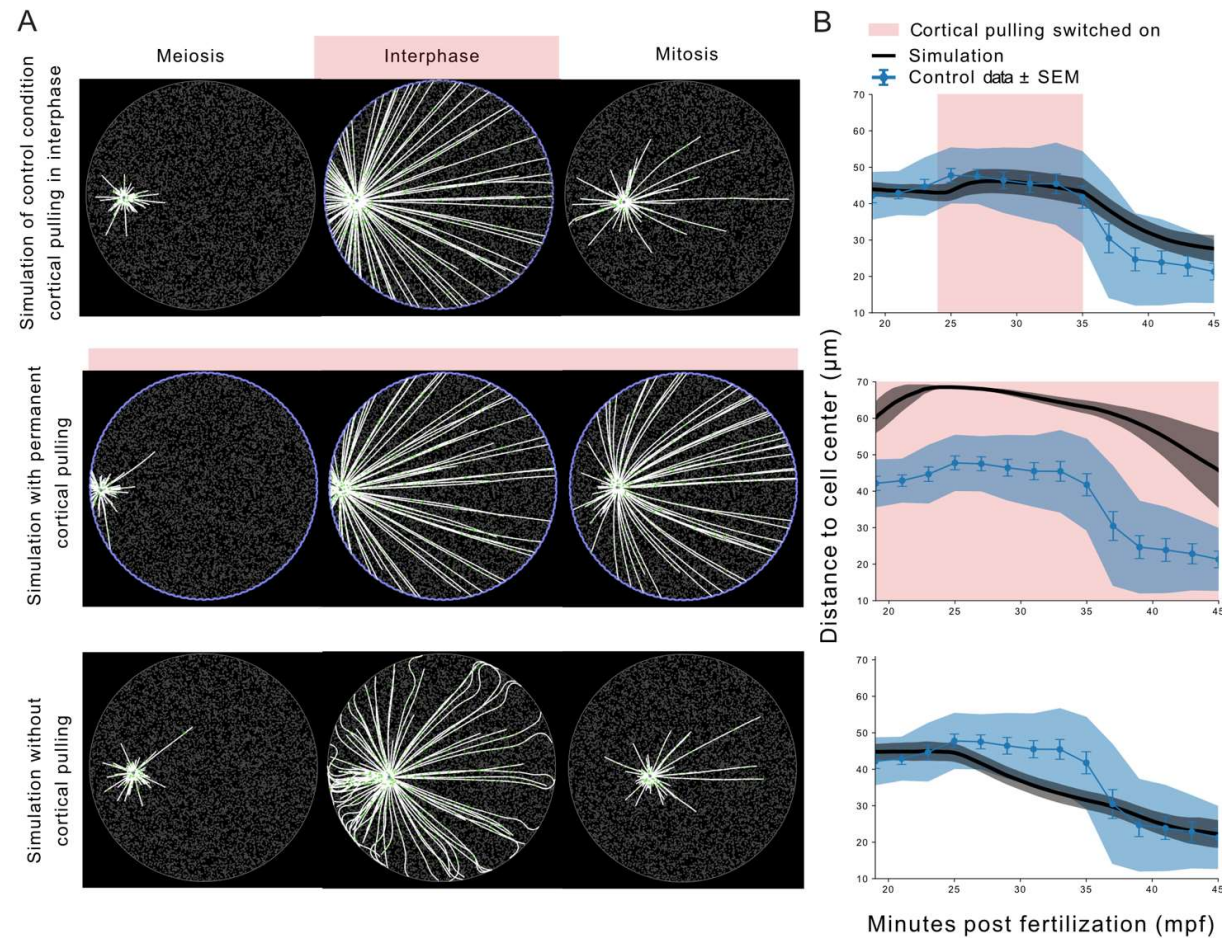 A
Meiosis
Interphase
Mitosis
Simulation of control condition
cortical pulling in interphase
Simulation with permanent
cortical pulling
Simulation without
cortical pulling
B
Cortical pulling switched on
Simulation
Control data ± SEM
70
60
50
40
30
20
10
20
25
30
35
40
45
70
60
50
40
30
20
10
20
25
30
35
40
45
70
60
50
40
30
20
10
20
25
30
35
40
45
Distance to cell center (µm)
Minutes post fertilization (mpf)